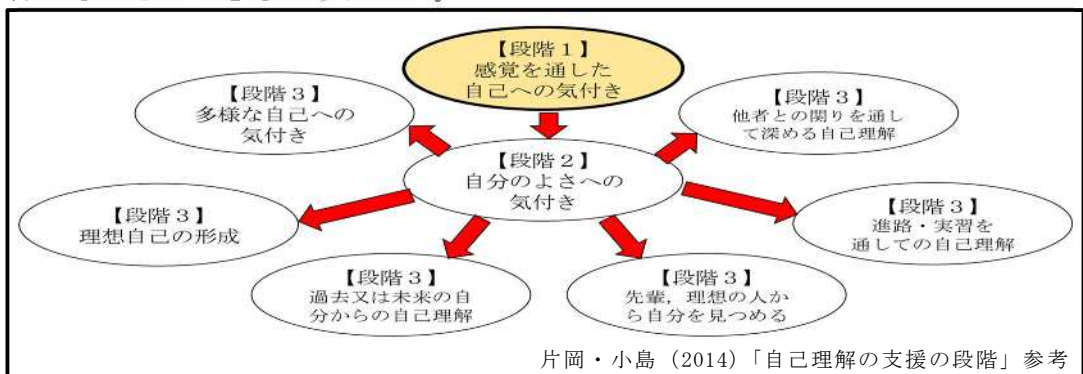 【段階１】
感覚を通した
自己への気付き
【段階３】
多様な自己への
気付き
【段階３】
他者との関りを通し
て深める自己理解
【段階２】
自分のよさへの
気付き
【段階３】
理想自己の形成
【段階３】
進路・実習を
通しての自己理解
【段階３】
過去又は未来の自
分からの自己理解
【段階３】
先輩，理想の人か
ら自分を見つめる
片岡・小島（2014）「自己理解の支援の段階」参考